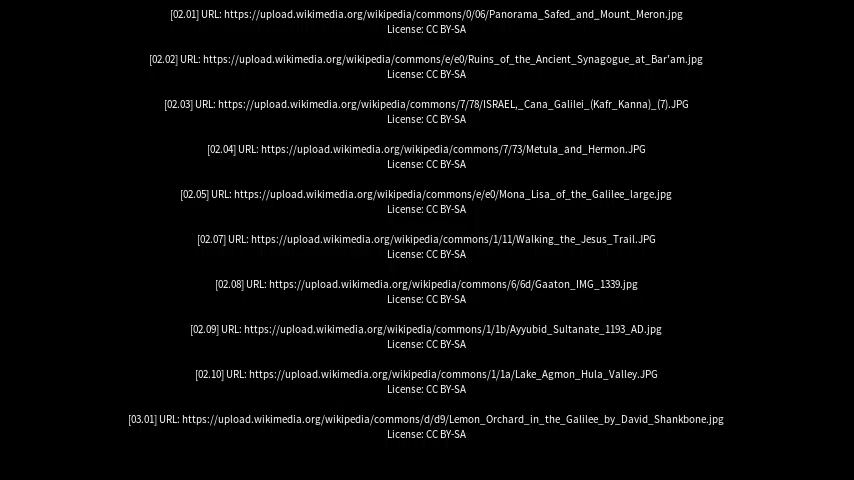 [02.01] URL: https://upload.wikimedia.org/wikipedia/commons/0/06/Panorama_Safed_and_Mount_Meron.jpg
License: CC BY-SA
[02.02] URL: https://upload.wikimedia.org/wikipedia/commons/e/e0/Ruins_of_the_Ancient_Synagogue_at_Bar'am.jpg
License: CC BY-SA
[02.03] URL: https://upload.wikimedia.org/wikipedia/commons/7/78/ISRAEL,_Cana_Galilei_(Kafr_Kanna)_(7).JPG
License: CC BY-SA
[02.04] URL: https://upload.wikimedia.org/wikipedia/commons/7/73/Metula_and_Hermon.JPG
License: CC BY-SA
[02.05] URL: https://upload.wikimedia.org/wikipedia/commons/e/e0/Mona_Lisa_of_the_Galilee_large.jpg
License: CC BY-SA
[02.07] URL: https://upload.wikimedia.org/wikipedia/commons/1/11/Walking_the_Jesus_Trail.JPG
License: CC BY-SA
[02.08] URL: https://upload.wikimedia.org/wikipedia/commons/6/6d/Gaaton_IMG_1339.jpg
License: CC BY-SA
[02.09] URL: https://upload.wikimedia.org/wikipedia/commons/1/1b/Ayyubid_Sultanate_1193_AD.jpg
License: CC BY-SA
[02.10] URL: https://upload.wikimedia.org/wikipedia/commons/1/1a/Lake_Agmon_Hula_Valley.JPG
License: CC BY-SA
[03.01] URL: https://upload.wikimedia.org/wikipedia/commons/d/d9/Lemon_Orchard_in_the_Galilee_by_David_Shankbone.jpg
License: CC BY-SA